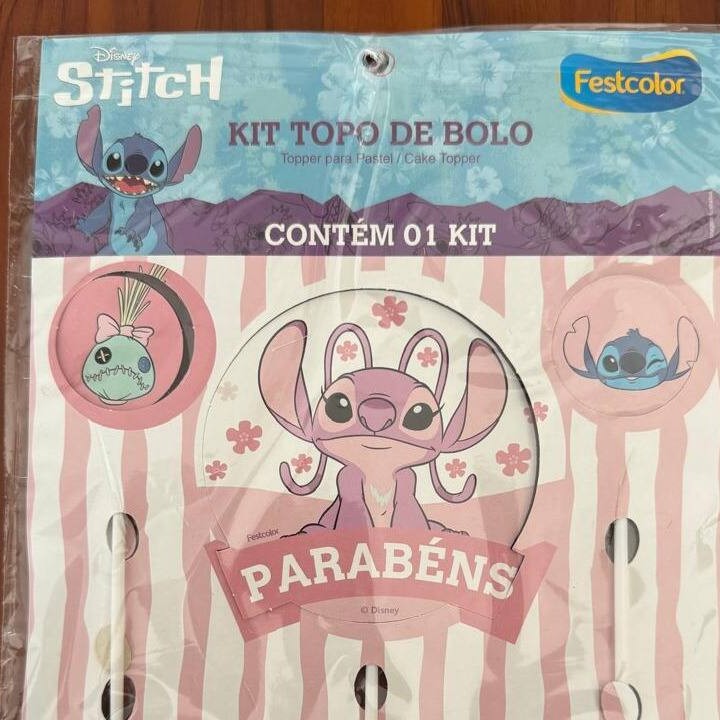 Disney
Stitch
Festcolor
KIT TOPO DE BOLO
Topper para Pastel / Cake Topper
CONTÉM 01 KIT
Festcolor
PARABÉNS
© Disney